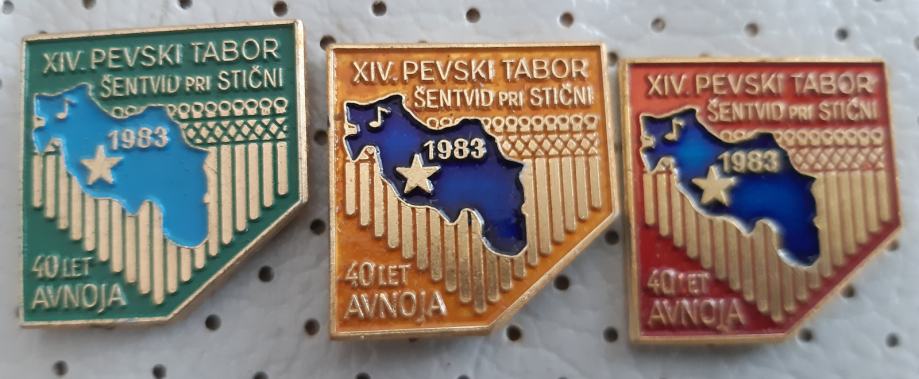 XIV. PEVSKI TABOR
ŠENTVID PRI STIČNI
1983
40 LET
AVNOJA
XIV. PEVSKI TABOR
ŠENTVID PRI STIČNI
1983
40 LET
AVNOJA
XIV. PEVSKI TABOR
ŠENTVID PRI STIČNI
1983
40 LET
AVNOJA